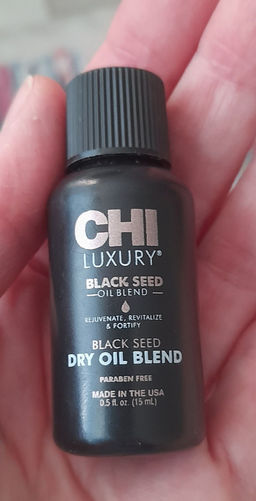 CHI
LUXURY®
BLACK SEED
OIL BLEND
REJUVENATE, REVITALIZE
& FORTIFY
BLACK SEED
DRY OIL BLEND
PARABEN FREE
MADE IN THE USA
0.5 fl. oz. (15 mL)